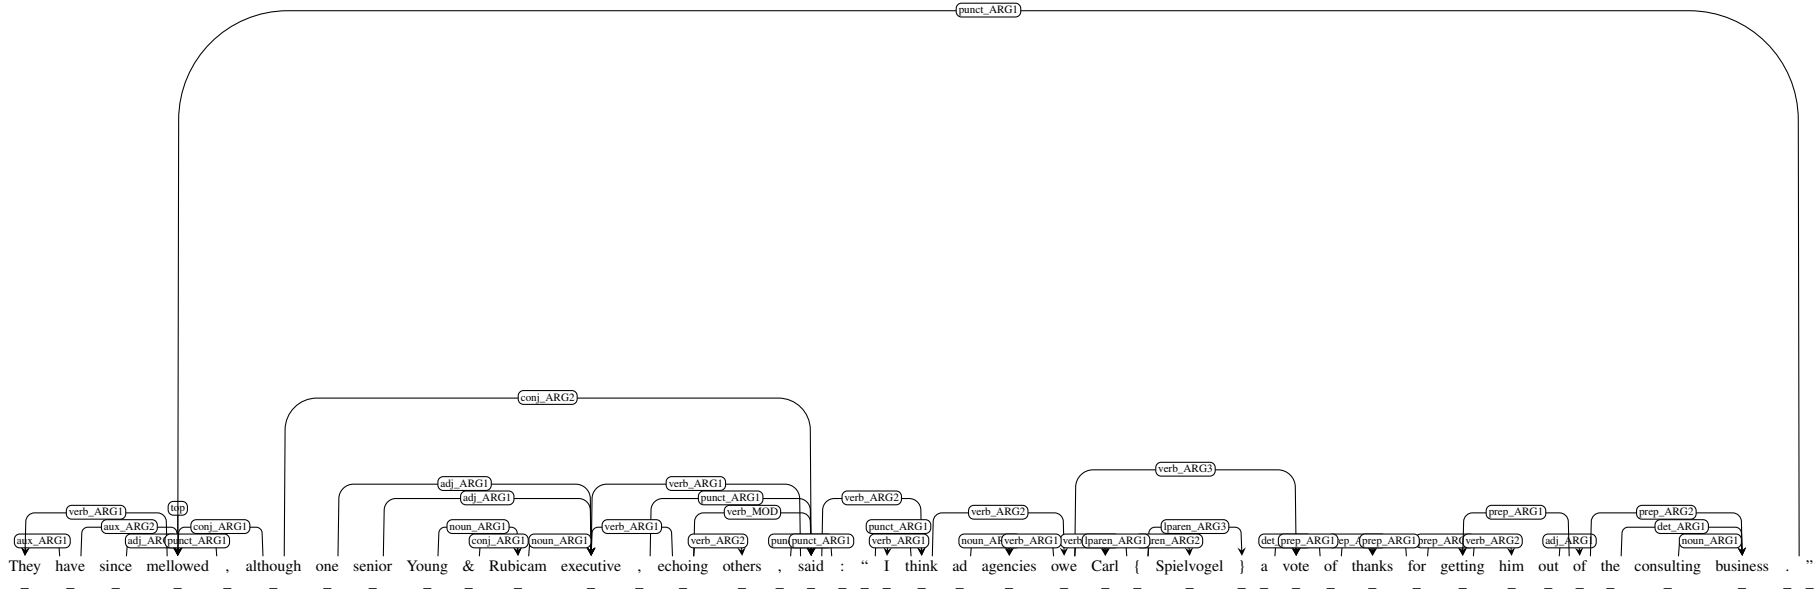 punct_ARG1
conj_ARG2
verb_ARG3
adj_ARG1 verb_ARG1
adj_ARG1 punct_ARG1 verb_ARG2
verb_ARG1 top verb_MOD verb_ARG2 prep_ARG1 prep_ARG2
aux_ARG2 conj_ARG1 noun_ARG1 verb_ARG1 punct_ARG1 lparen_ARG3 det_ARG1
aux_ARG1 punct_ARG1 conj_ARG1 noun_ARG1 verb_ARG2 punct_ARG1 verb_ARG1 verb_ARG1 lparen_ARG1 prep_ARG1 prep_ARG1 verb_ARG2 adj_ARG1 noun_ARG1
They have since mellowed , although one senior Young & Rubicam executive , echoing others , said : “ I think ad agencies owe Carl { Spielvogel } a vote of thanks for getting him out of the consulting business . ”